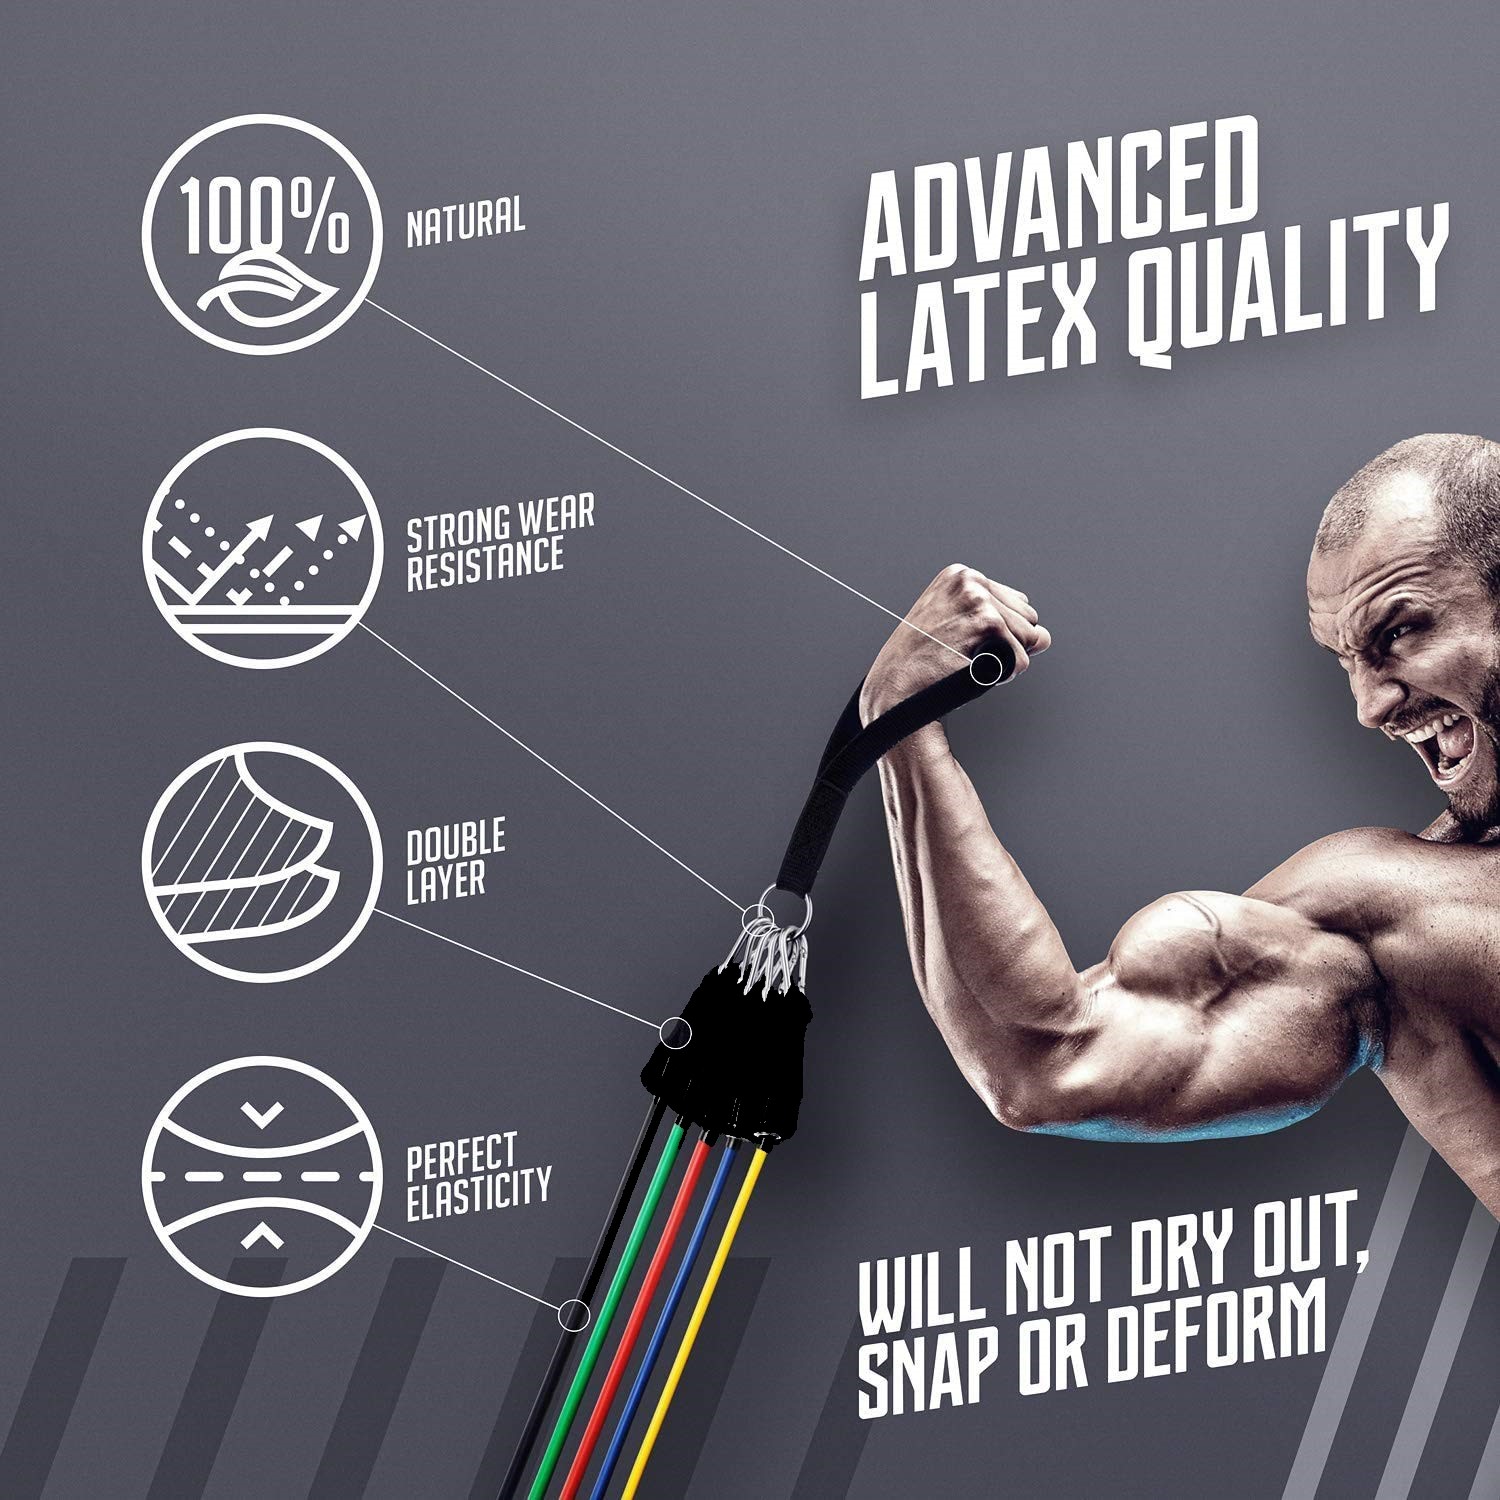 100%
NATURAL
ADVANCED
LATEX QUALITY
STRONG WEAR
RESISTANCE
DOUBLE
LAYER
PERFECT
ELASTICITY
WILL NOT DRY OUT,
SNAP OR DEFORM